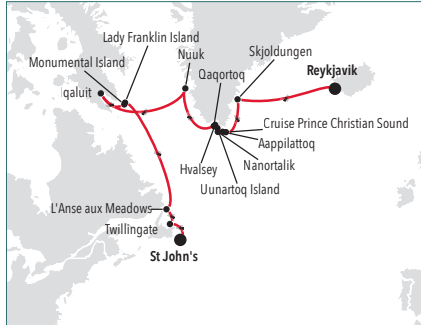 Lady Franklin Island
Nuuk
Skjoldungen
Monumental Island
Qaqortoq
Reykjavik
Iqaluit
Cruise Prince Christian Sound
Aappilattoq
Hvalsey
Nanortalik
Uunartoq Island
L'Anse aux Meadows
Twillingate
St John's